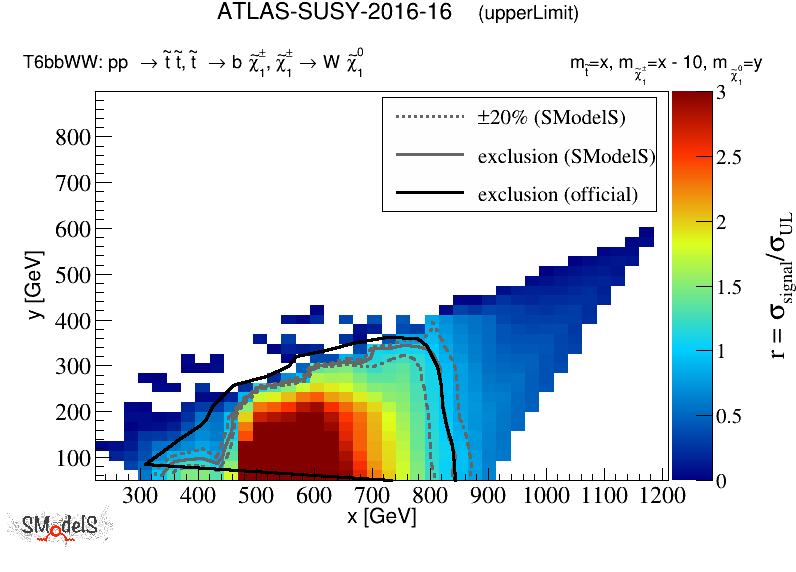 ATLAS-SUSY-2016-16 (upperLimit)
T6bbWW: pp → t̃ t̃, t̃ → b χ̃₁±, χ̃₁± → W χ̃₁⁰
m_t̃=x, m_χ̃₁±=x - 10, m_χ̃₁⁰=y
±20% (SModelS)
exclusion (SModelS)
exclusion (official)
y [GeV]
800
700
600
500
400
300
200
100
300 400 500 600 700 800 900 1000 1100 1200
x [GeV]
3
2.5
2
1.5
1
0.5
0
r = σ_signal/σ_UL
SModelS